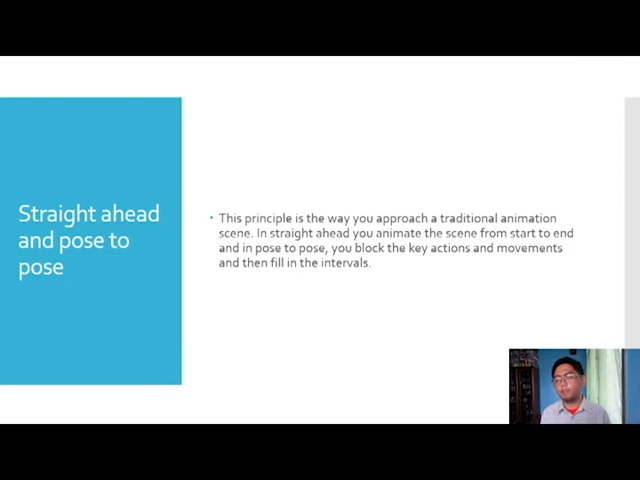 Straight ahead
and pose to
pose
• This principle is the way you approach a traditional animation
scene. In straight ahead you animate the scene from start to end
and in pose to pose, you block the key actions and movements
and then fill in the intervals.